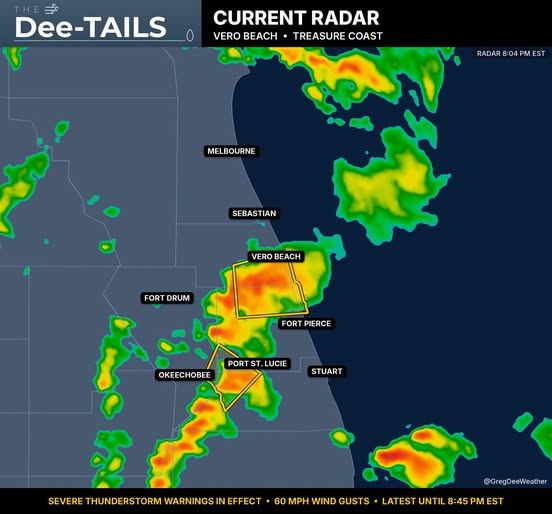 THE
Dee-TAILS
CURRENT RADAR
VERO BEACH • TREASURE COAST
RADAR 8:04 PM EST
MELBOURNE
SEBASTIAN
VERO BEACH
FORT DRUM
FORT PIERCE
PORT ST. LUCIE
OKEECHOBEE
STUART
@GregDeeWeather
SEVERE THUNDERSTORM WARNINGS IN EFFECT • 60 MPH WIND GUSTS • LATEST UNTIL 8:45 PM EST